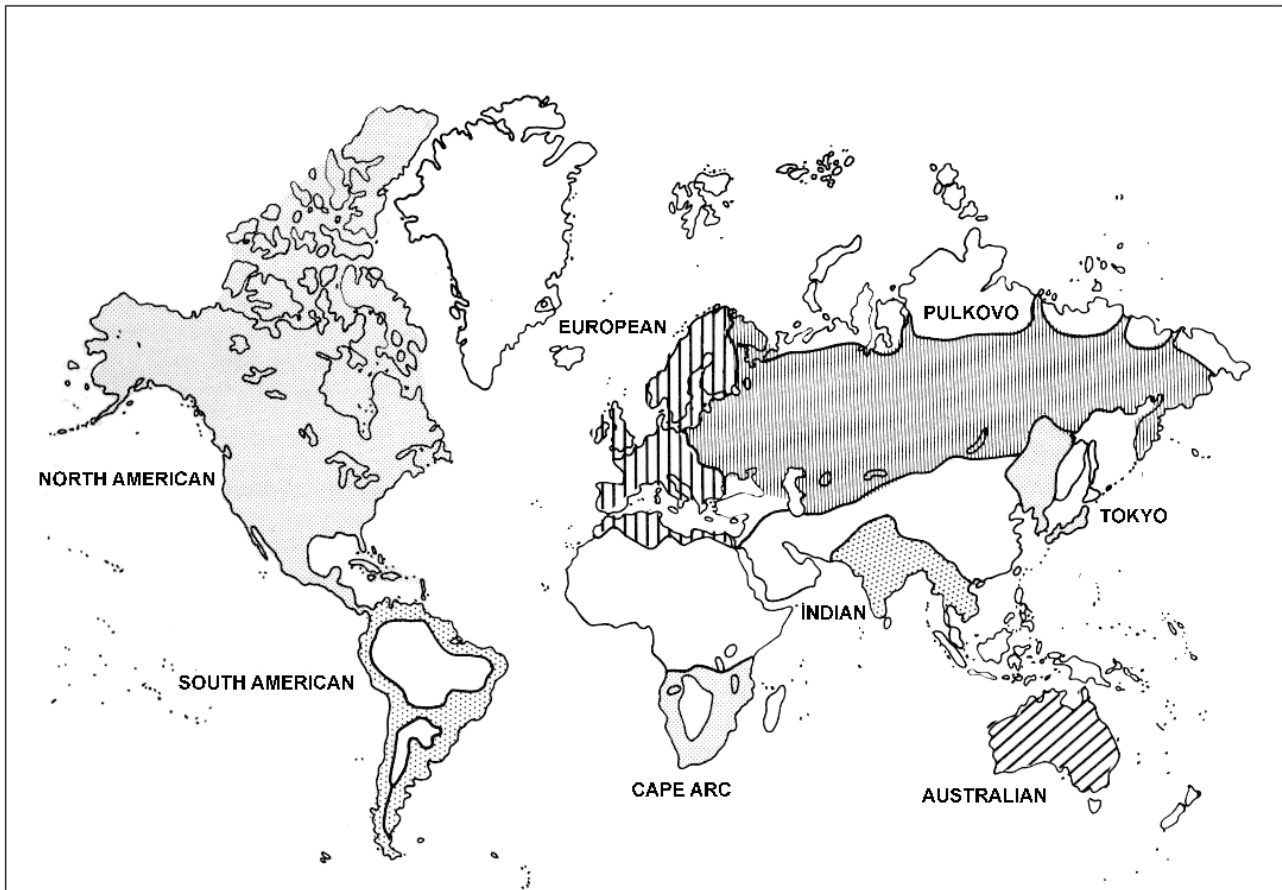 EUROPEAN
PULKOVO
NORTH AMERICAN
TOKYO
INDIAN
SOUTH AMERICAN
CAPE ARC
AUSTRALIAN